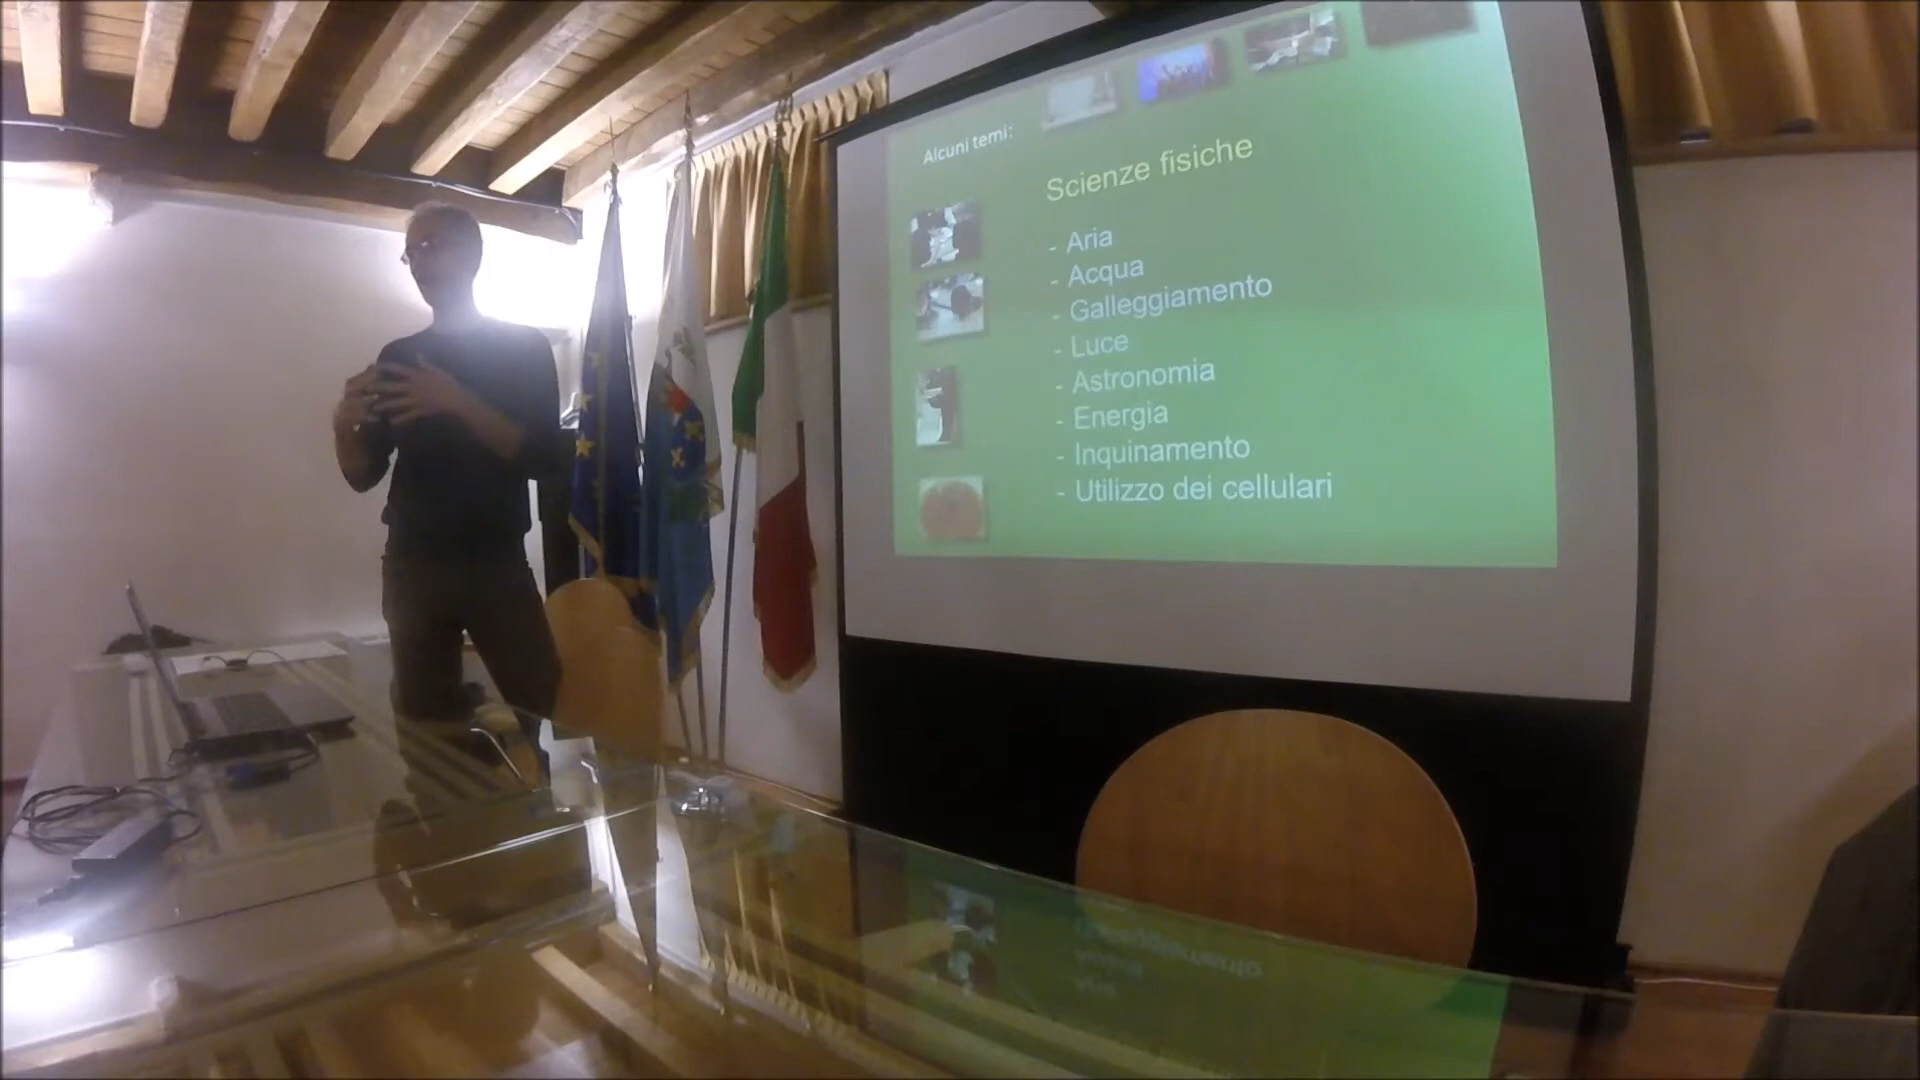 Alcuni temi:
Scienze fisiche
- Aria
- Acqua
- Galleggiamento
- Luce
- Astronomia
- Energia
- Inquinamento
- Utilizzo dei cellulari